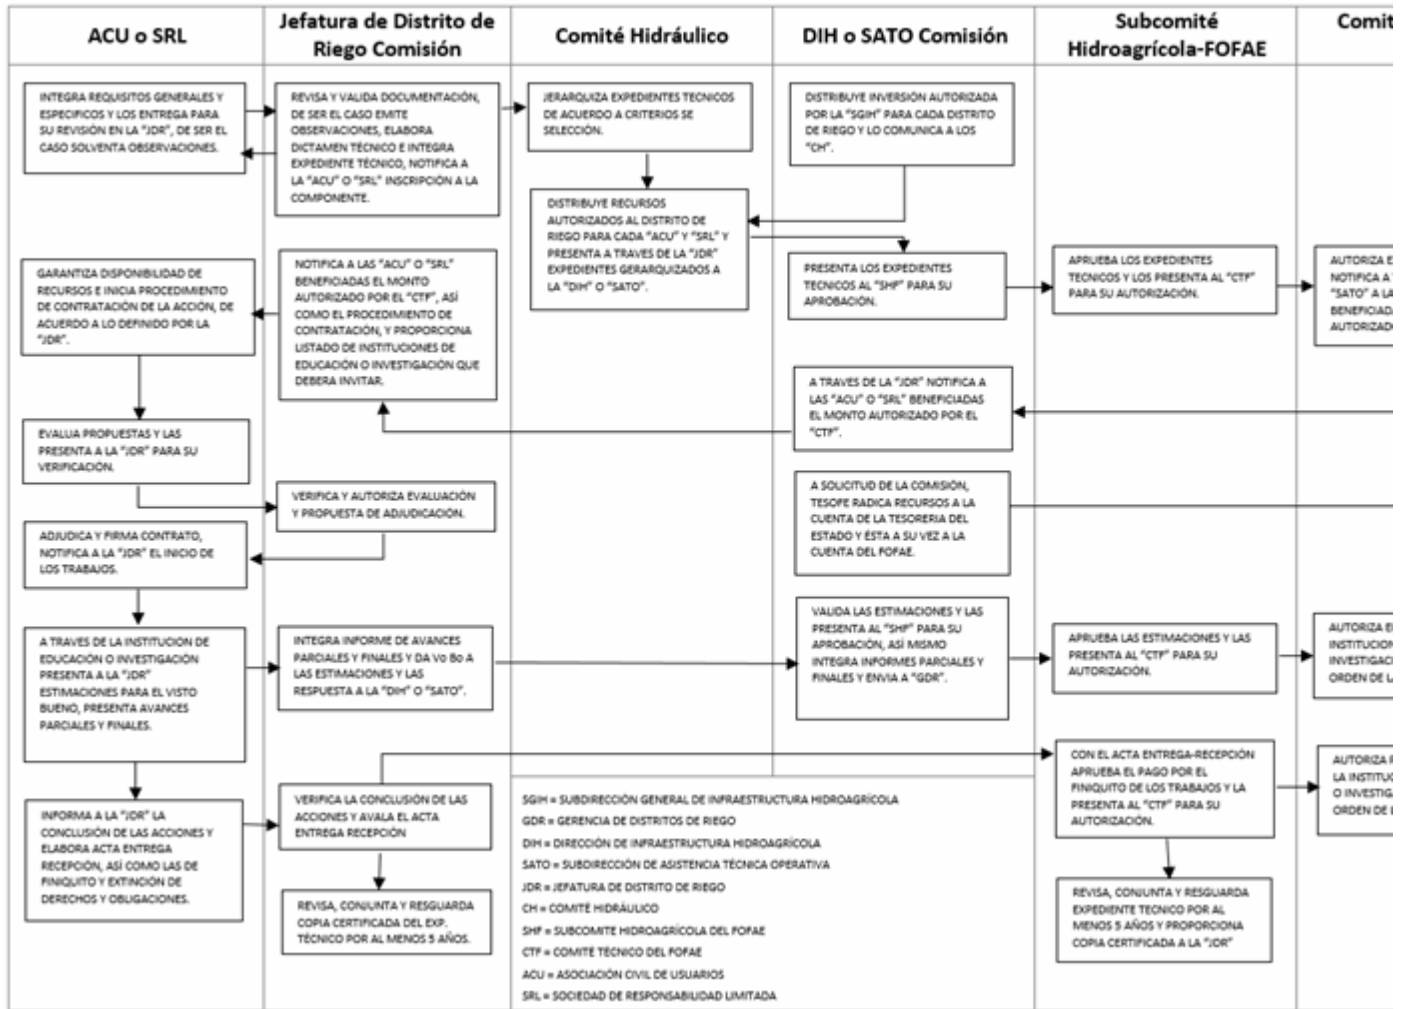 ACU o SRL
Jefatura de Distrito de
Riego Comisión
Comité Hidráulico
DIH o SATO Comisión
Subcomité
Hidroagrícola-FOFAE
Comit
INTEGRA REQUISITOS GENERALES Y
ESPECIFICOS Y LOS ENTREGA PARA
SU REVISIÓN EN LA "JDR", DE SER EL
CASO SOLVENTA OBSERVACIONES.
REVISA Y VALIDA DOCUMENTACIÓN,
DE SER EL CASO EMITE
OBSERVACIONES, ELABORA
DICTAMEN TÉCNICO E INTEGRA
EXPEDIENTE TÉCNICO, NOTIFICA A
LA "ACU" O "SRL" INSCRIPCIÓN A LA
COMPONENTE.
JERARQUIZA EXPEDIENTES TECNICOS
DE ACUERDO A CRITERIOS SE
SELECCIÓN.
DISTRIBUYE INVERSIÓN AUTORIZADA
POR LA "SGIH" PARA CADA DISTRITO
DE RIEGO Y LO COMUNICA A LOS
"CH".
DISTRIBUYE RECURSOS
AUTORIZADOS AL DISTRITO DE
RIEGO PARA CADA "ACU" Y "SRL" Y
PRESENTA A TRAVES DE LA "JDR"
EXPEDIENTES GERARQUIZADOS A
LA "DIH" O "SATO".
PRESENTA LOS EXPEDIENTES
TECNICOS AL "SHF" PARA SU
APROBACIÓN.
APRUEBA LOS EXPEDIENTES
TECNICOS Y LOS PRESENTA AL "CTF"
PARA SU AUTORIZACIÓN.
AUTORIZA E
NOTIFICA A
"SATO" A LA
BENEFICIAD
AUTORIZADO
GARANTIZA DISPONIBILIDAD DE
RECURSOS E INICIA PROCEDIMIENTO
DE CONTRATACIÓN DE LA ACCIÓN, DE
ACUERDO A LO DEFINIDO POR LA
"JDR".
NOTIFICA A LAS "ACU" O "SRL"
BENEFICIADAS EL MONTO
AUTORIZADO POR EL "CTF", ASÍ
COMO EL PROCEDIMIENTO DE
CONTRATACIÓN, Y PROPORCIONA
LISTADO DE INSTITUCIONES DE
EDUCACIÓN O INVESTIGACIÓN QUE
DEBERA INVITAR.
A TRAVES DE LA "JDR" NOTIFICA A
LAS "ACU" O "SRL" BENEFICIADAS
EL MONTO AUTORIZADO POR EL
"CTF".
EVALUA PROPUESTAS Y LAS
PRESENTA A LA "JDR" PARA SU
VERIFICACIÓN.
VERIFICA Y AUTORIZA EVALUACIÓN
Y PROPUESTA DE ADJUDICACIÓN.
A SOLICITUD DE LA COMISIÓN,
TESOFE RADICA RECURSOS A LA
CUENTA DE LA TESORERIA DEL
ESTADO Y ÉSTA A SU VEZ A LA
CUENTA DEL FOFAE.
ADJUDICA Y FIRMA CONTRATO,
NOTIFICA A LA "JDR" EL INICIO DE
LOS TRABAJOS.
A TRAVES DE LA INSTITUCION DE
EDUCACIÓN O INVESTIGACIÓN
PRESENTA A LA "JDR"
ESTIMACIONES PARA EL VISTO
BUENO, PRESENTA AVANCES
PARCIALES Y FINALES.
INTEGRA INFORME DE AVANCES
PARCIALES Y FINALES Y DA Vo Bo A
LAS ESTIMACIONES Y LAS
RESPUESTA A LA "DIH" O "SATO".
VALIDA LAS ESTIMACIONES Y LAS
PRESENTA AL "SHF" PARA SU
APROBACIÓN, ASÍ MISMO
INTEGRA INFORMES PARCIALES Y
FINALES Y ENVIA A "GDR".
APRUEBA LAS ESTIMACIONES Y LAS
PRESENTA AL "CTF" PARA SU
AUTORIZACIÓN.
AUTORIZA E
INSTITUCION
INVESTIGACI
ORDEN DE L
INFORMA A LA "JDR" LA
CONCLUSIÓN DE LAS ACCIONES Y
ELABORA ACTA ENTREGA
RECEPCIÓN, ASÍ COMO LAS DE
FINIQUITO Y EXTINCIÓN DE
DERECHOS Y OBLIGACIONES.
VERIFICA LA CONCLUSIÓN DE LAS
ACCIONES Y AVALA EL ACTA
ENTREGA RECEPCIÓN
CON EL ACTA ENTREGA-RECEPCIÓN
APRUEBA EL PAGO POR EL
FINIQUITO DE LOS TRABAJOS Y LA
PRESENTA AL "CTF" PARA SU
AUTORIZACIÓN.
AUTORIZA P
LA INSTITUC
O INVESTIGA
ORDEN DE L
REVISA, CONJUNTA Y RESGUARDA
COPIA CERTIFICADA DEL EXP.
TÉCNICO POR AL MENOS 5 AÑOS.
REVISA, CONJUNTA Y RESGUARDA
EXPEDIENTE TECNICO POR AL
MENOS 5 AÑOS Y PROPORCIONA
COPIA CERTIFICADA A LA "JDR"
SGIH = SUBDIRECCIÓN GENERAL DE INFRAESTRUCTURA HIDROAGRÍCOLA
GDR = GERENCIA DE DISTRITOS DE RIEGO
DIH = DIRECCIÓN DE INFRAESTRUCTURA HIDROAGRÍCOLA
SATO = SUBDIRECCIÓN DE ASISTENCIA TÉCNICA OPERATIVA
JDR = JEFATURA DE DISTRITO DE RIEGO
CH = COMITÉ HIDRÁULICO
SHF = SUBCOMITE HIDROAGRÍCOLA DEL FOFAE
CTF = COMITÉ TÉCNICO DEL FOFAE
ACU = ASOCIACIÓN CIVIL DE USUARIOS
SRL = SOCIEDAD DE RESPONSABILIDAD LIMITADA